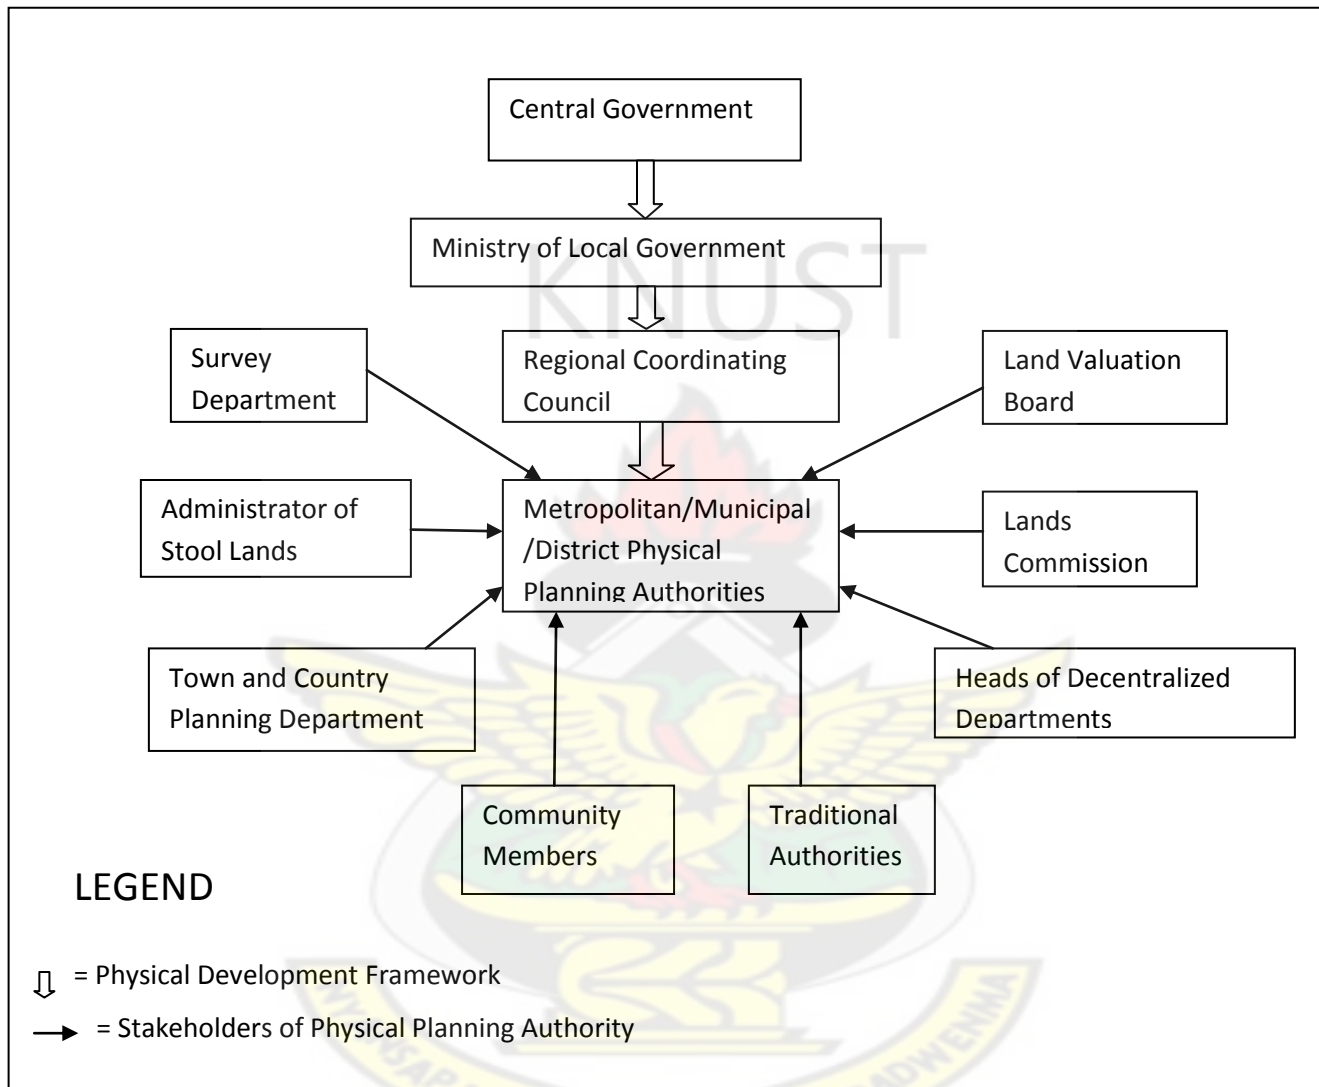 Central Government
Ministry of Local Government
KNUST
Survey
Department
Regional Coordinating
Council
Land Valuation
Board
Administrator of
Stool Lands
Metropolitan/Municipal
/District Physical
Planning Authorities
Lands
Commission
Town and Country
Planning Department
Heads of Decentralized
Departments
Community
Members
Traditional
Authorities
LEGEND
= Physical Development Framework
= Stakeholders of Physical Planning Authority